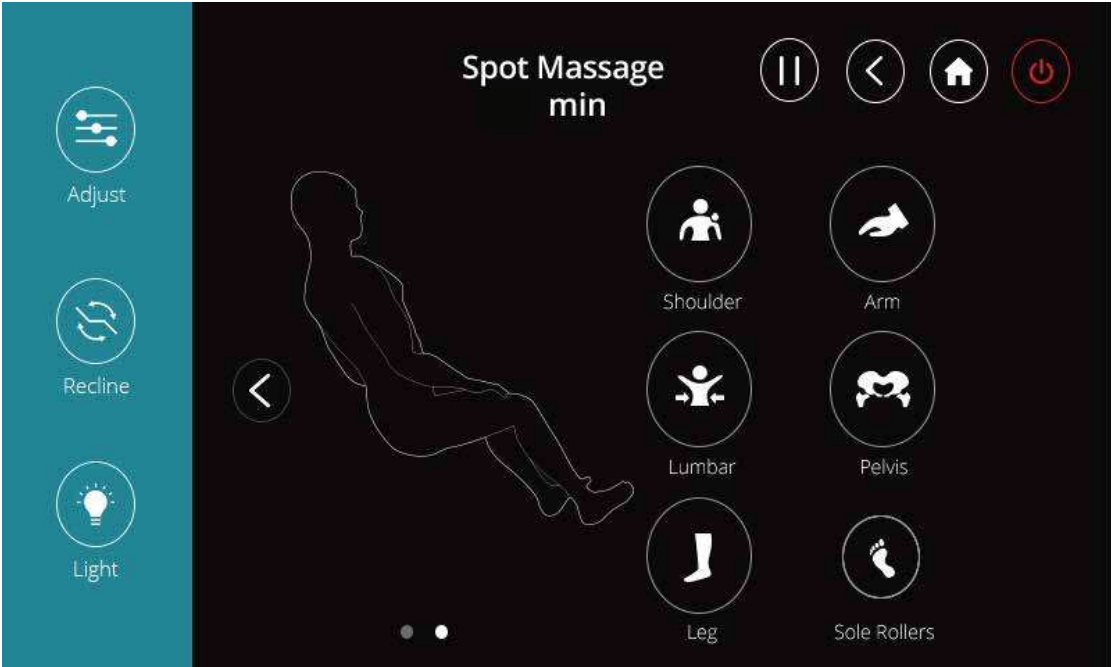 Spot Massage
min
Adjust
Recline
Light
Shoulder
Arm
Lumbar
Pelvis
Leg
Sole Rollers